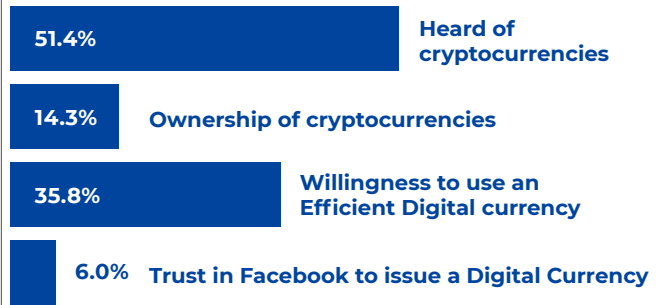 51.4%
Heard of
cryptocurrencies
14.3%
Ownership of cryptocurrencies
35.8%
Willingness to use an
Efficient Digital currency
6.0%
Trust in Facebook to issue a Digital Currency